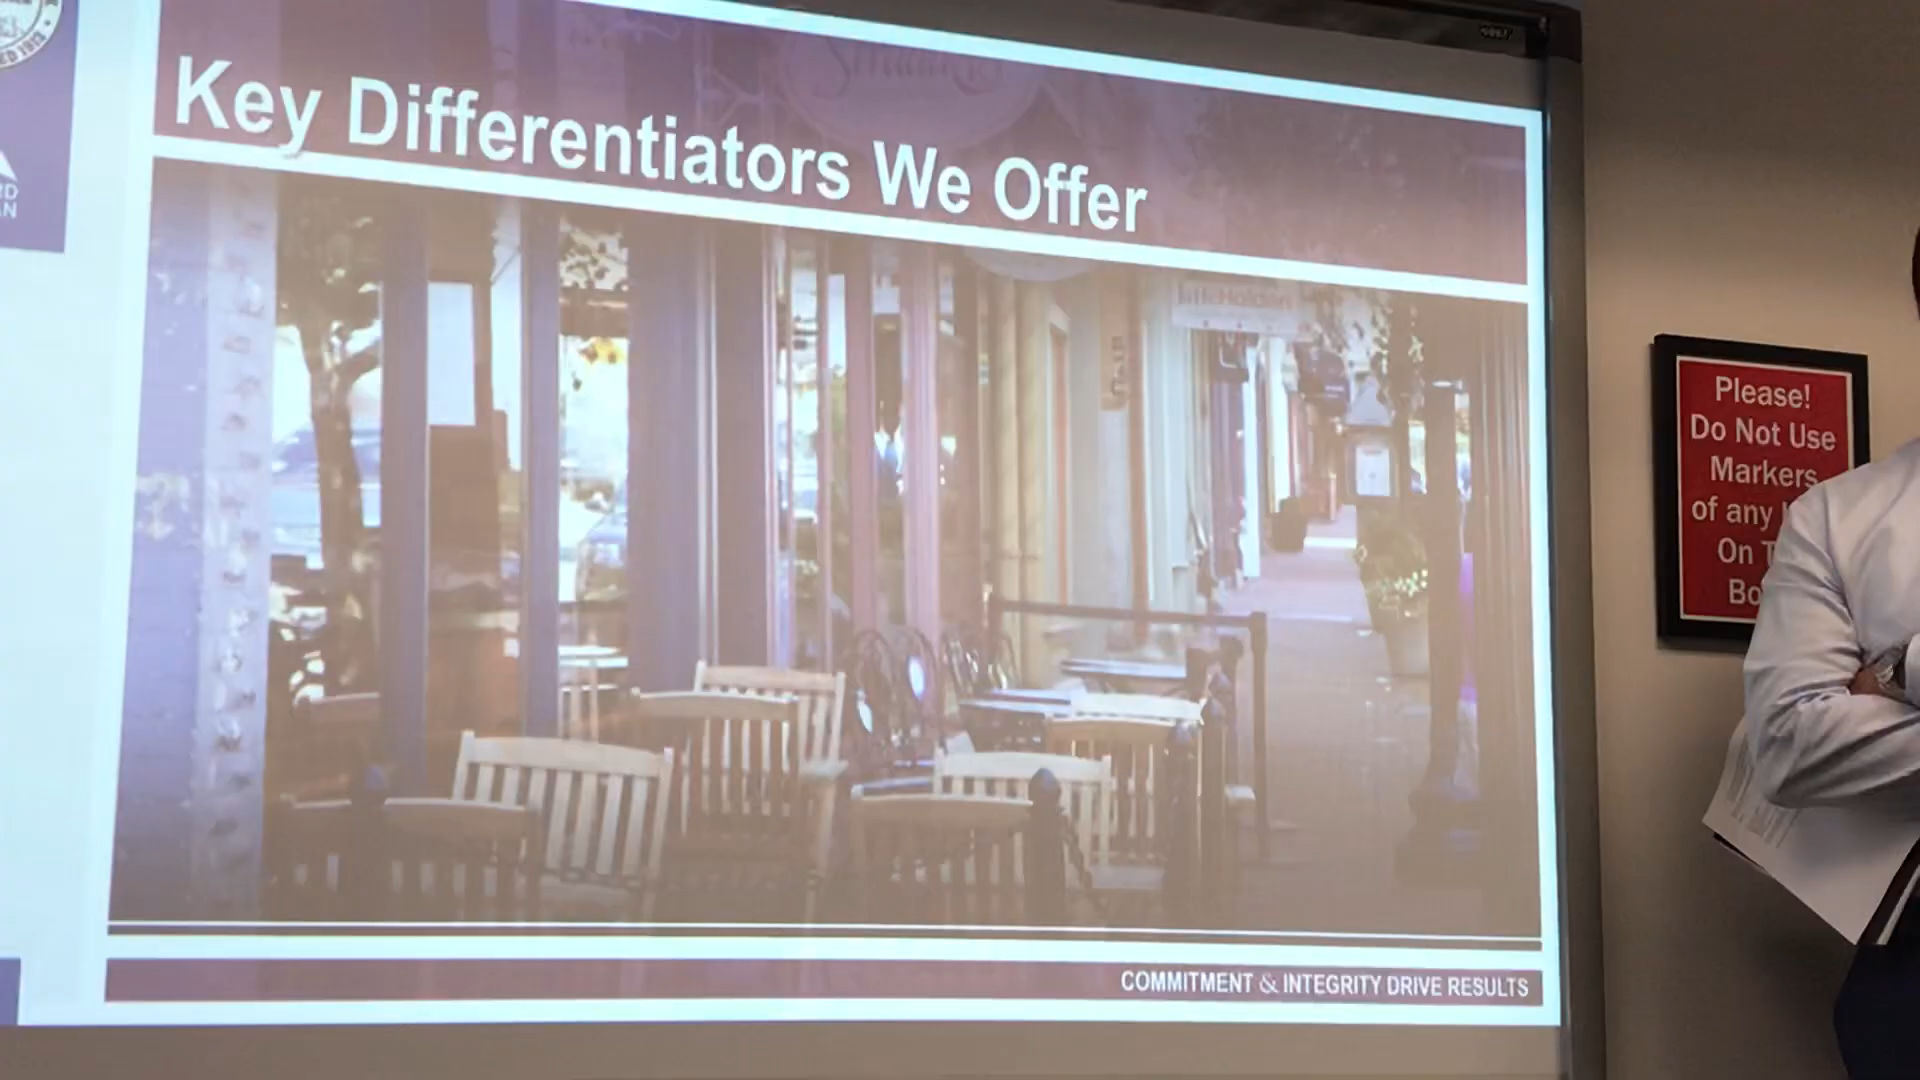 Key Differentiators We Offer
COMMITMENT & INTEGRITY DRIVE RESULTS
Please!
Do Not Use
Markers
of any
On